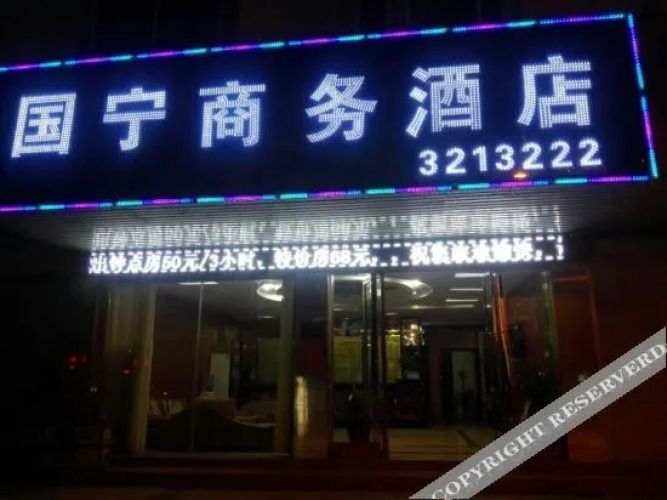 国宁商务酒店
3213222
钟点房50元/3小时，特价房68元，
COPYRIGHT RESERVERD